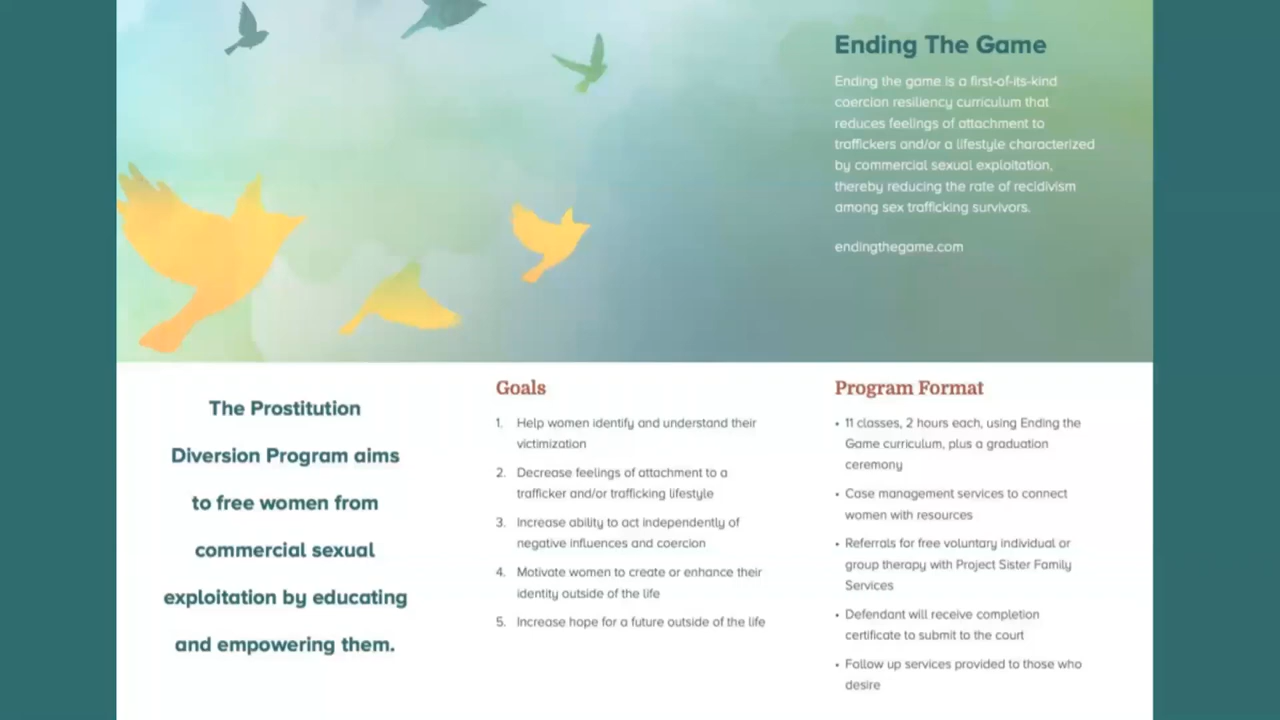 Ending The Game
Ending the game is a first-of-its-kind
coercion resiliency curriculum that
reduces feelings of attachment to
traffickers and/or a lifestyle characterized
by commercial sexual exploitation,
thereby reducing the rate of recidivism
among sex trafficking survivors.
endingthegame.com
The Prostitution
Diversion Program aims
to free women from
commercial sexual
exploitation by educating
and empowering them.
Goals
1. Help women identify and understand their
victimization
2. Decrease feelings of attachment to a
trafficker and/or trafficking lifestyle
3. Increase ability to act independently of
negative influences and coercion
4. Motivate women to create or enhance their
identity outside of the life
5. Increase hope for a future outside of the life
Program Format
• 11 classes, 2 hours each, using Ending the
Game curriculum, plus a graduation
ceremony
• Case management services to connect
women with resources
• Referrals for free voluntary individual or
group therapy with Project Sister Family
Services
• Defendant will receive completion
certificate to submit to the court
• Follow up services provided to those who
desire